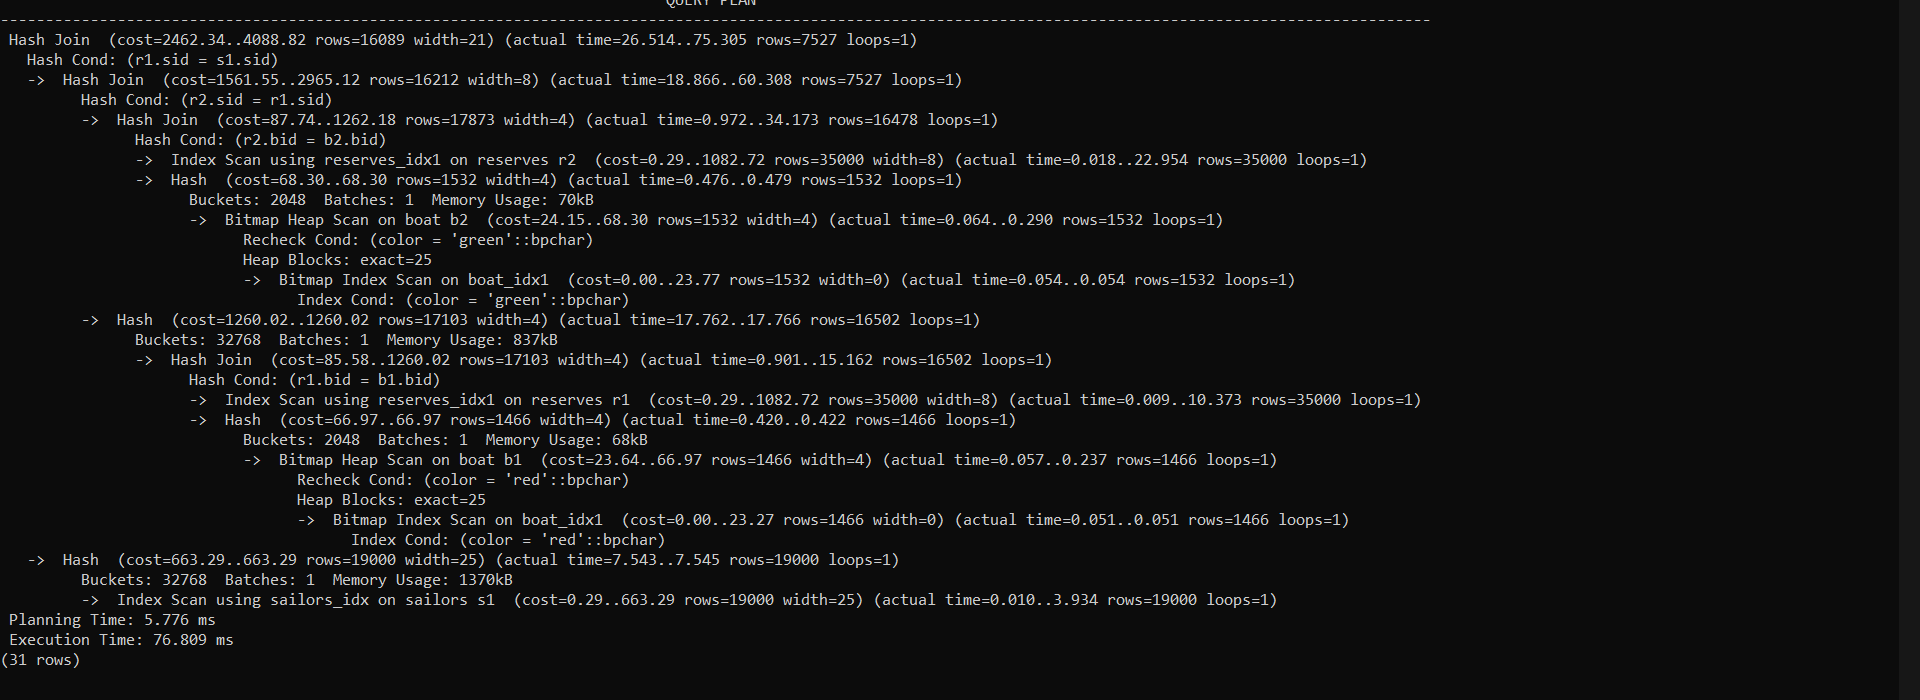 QUERY PLAN
-----------------------------------------------------------------------------------------------------------------------------------------------------------------
 Hash Join  (cost=2462.34..4088.82 rows=16089 width=21) (actual time=26.514..75.305 rows=7527 loops=1)
   Hash Cond: (r1.sid = s1.sid)
   ->  Hash Join  (cost=1561.55..2965.12 rows=16212 width=8) (actual time=18.866..60.308 rows=7527 loops=1)
         Hash Cond: (r2.sid = r1.sid)
         ->  Hash Join  (cost=87.74..1262.18 rows=17873 width=4) (actual time=0.972..34.173 rows=16478 loops=1)
               Hash Cond: (r2.bid = b2.bid)
               ->  Index Scan using reserves_idx1 on reserves r2  (cost=0.29..1082.72 rows=35000 width=8) (actual time=0.018..22.954 rows=35000 loops=1)
               ->  Hash  (cost=68.30..68.30 rows=1532 width=4) (actual time=0.476..0.479 rows=1532 loops=1)
                     Buckets: 2048  Batches: 1  Memory Usage: 70kB
                     ->  Bitmap Heap Scan on boat b2  (cost=24.15..68.30 rows=1532 width=4) (actual time=0.064..0.290 rows=1532 loops=1)
                           Recheck Cond: (color = 'green'::bpchar)
                           Heap Blocks: exact=25
                           ->  Bitmap Index Scan on boat_idx1  (cost=0.00..23.77 rows=1532 width=0) (actual time=0.054..0.054 rows=1532 loops=1)
                                 Index Cond: (color = 'green'::bpchar)
         ->  Hash  (cost=1260.02..1260.02 rows=17103 width=4) (actual time=17.762..17.766 rows=16502 loops=1)
               Buckets: 32768  Batches: 1  Memory Usage: 837kB
               ->  Hash Join  (cost=85.58..1260.02 rows=17103 width=4) (actual time=0.901..15.162 rows=16502 loops=1)
                     Hash Cond: (r1.bid = b1.bid)
                     ->  Index Scan using reserves_idx1 on reserves r1  (cost=0.29..1082.72 rows=35000 width=8) (actual time=0.009..10.373 rows=35000 loops=1)
                     ->  Hash  (cost=66.97..66.97 rows=1466 width=4) (actual time=0.420..0.422 rows=1466 loops=1)
                           Buckets: 2048  Batches: 1  Memory Usage: 68kB
                           ->  Bitmap Heap Scan on boat b1  (cost=23.64..66.97 rows=1466 width=4) (actual time=0.057..0.237 rows=1466 loops=1)
                                 Recheck Cond: (color = 'red'::bpchar)
                                 Heap Blocks: exact=25
                                 ->  Bitmap Index Scan on boat_idx1  (cost=0.00..23.27 rows=1466 width=0) (actual time=0.051..0.051 rows=1466 loops=1)
                                       Index Cond: (color = 'red'::bpchar)
   ->  Hash  (cost=663.29..663.29 rows=19000 width=25) (actual time=7.543..7.545 rows=19000 loops=1)
         Buckets: 32768  Batches: 1  Memory Usage: 1370kB
         ->  Index Scan using sailors_idx on sailors s1  (cost=0.29..663.29 rows=19000 width=25) (actual time=0.010..3.934 rows=19000 loops=1)
 Planning Time: 5.776 ms
 Execution Time: 76.809 ms
(31 rows)